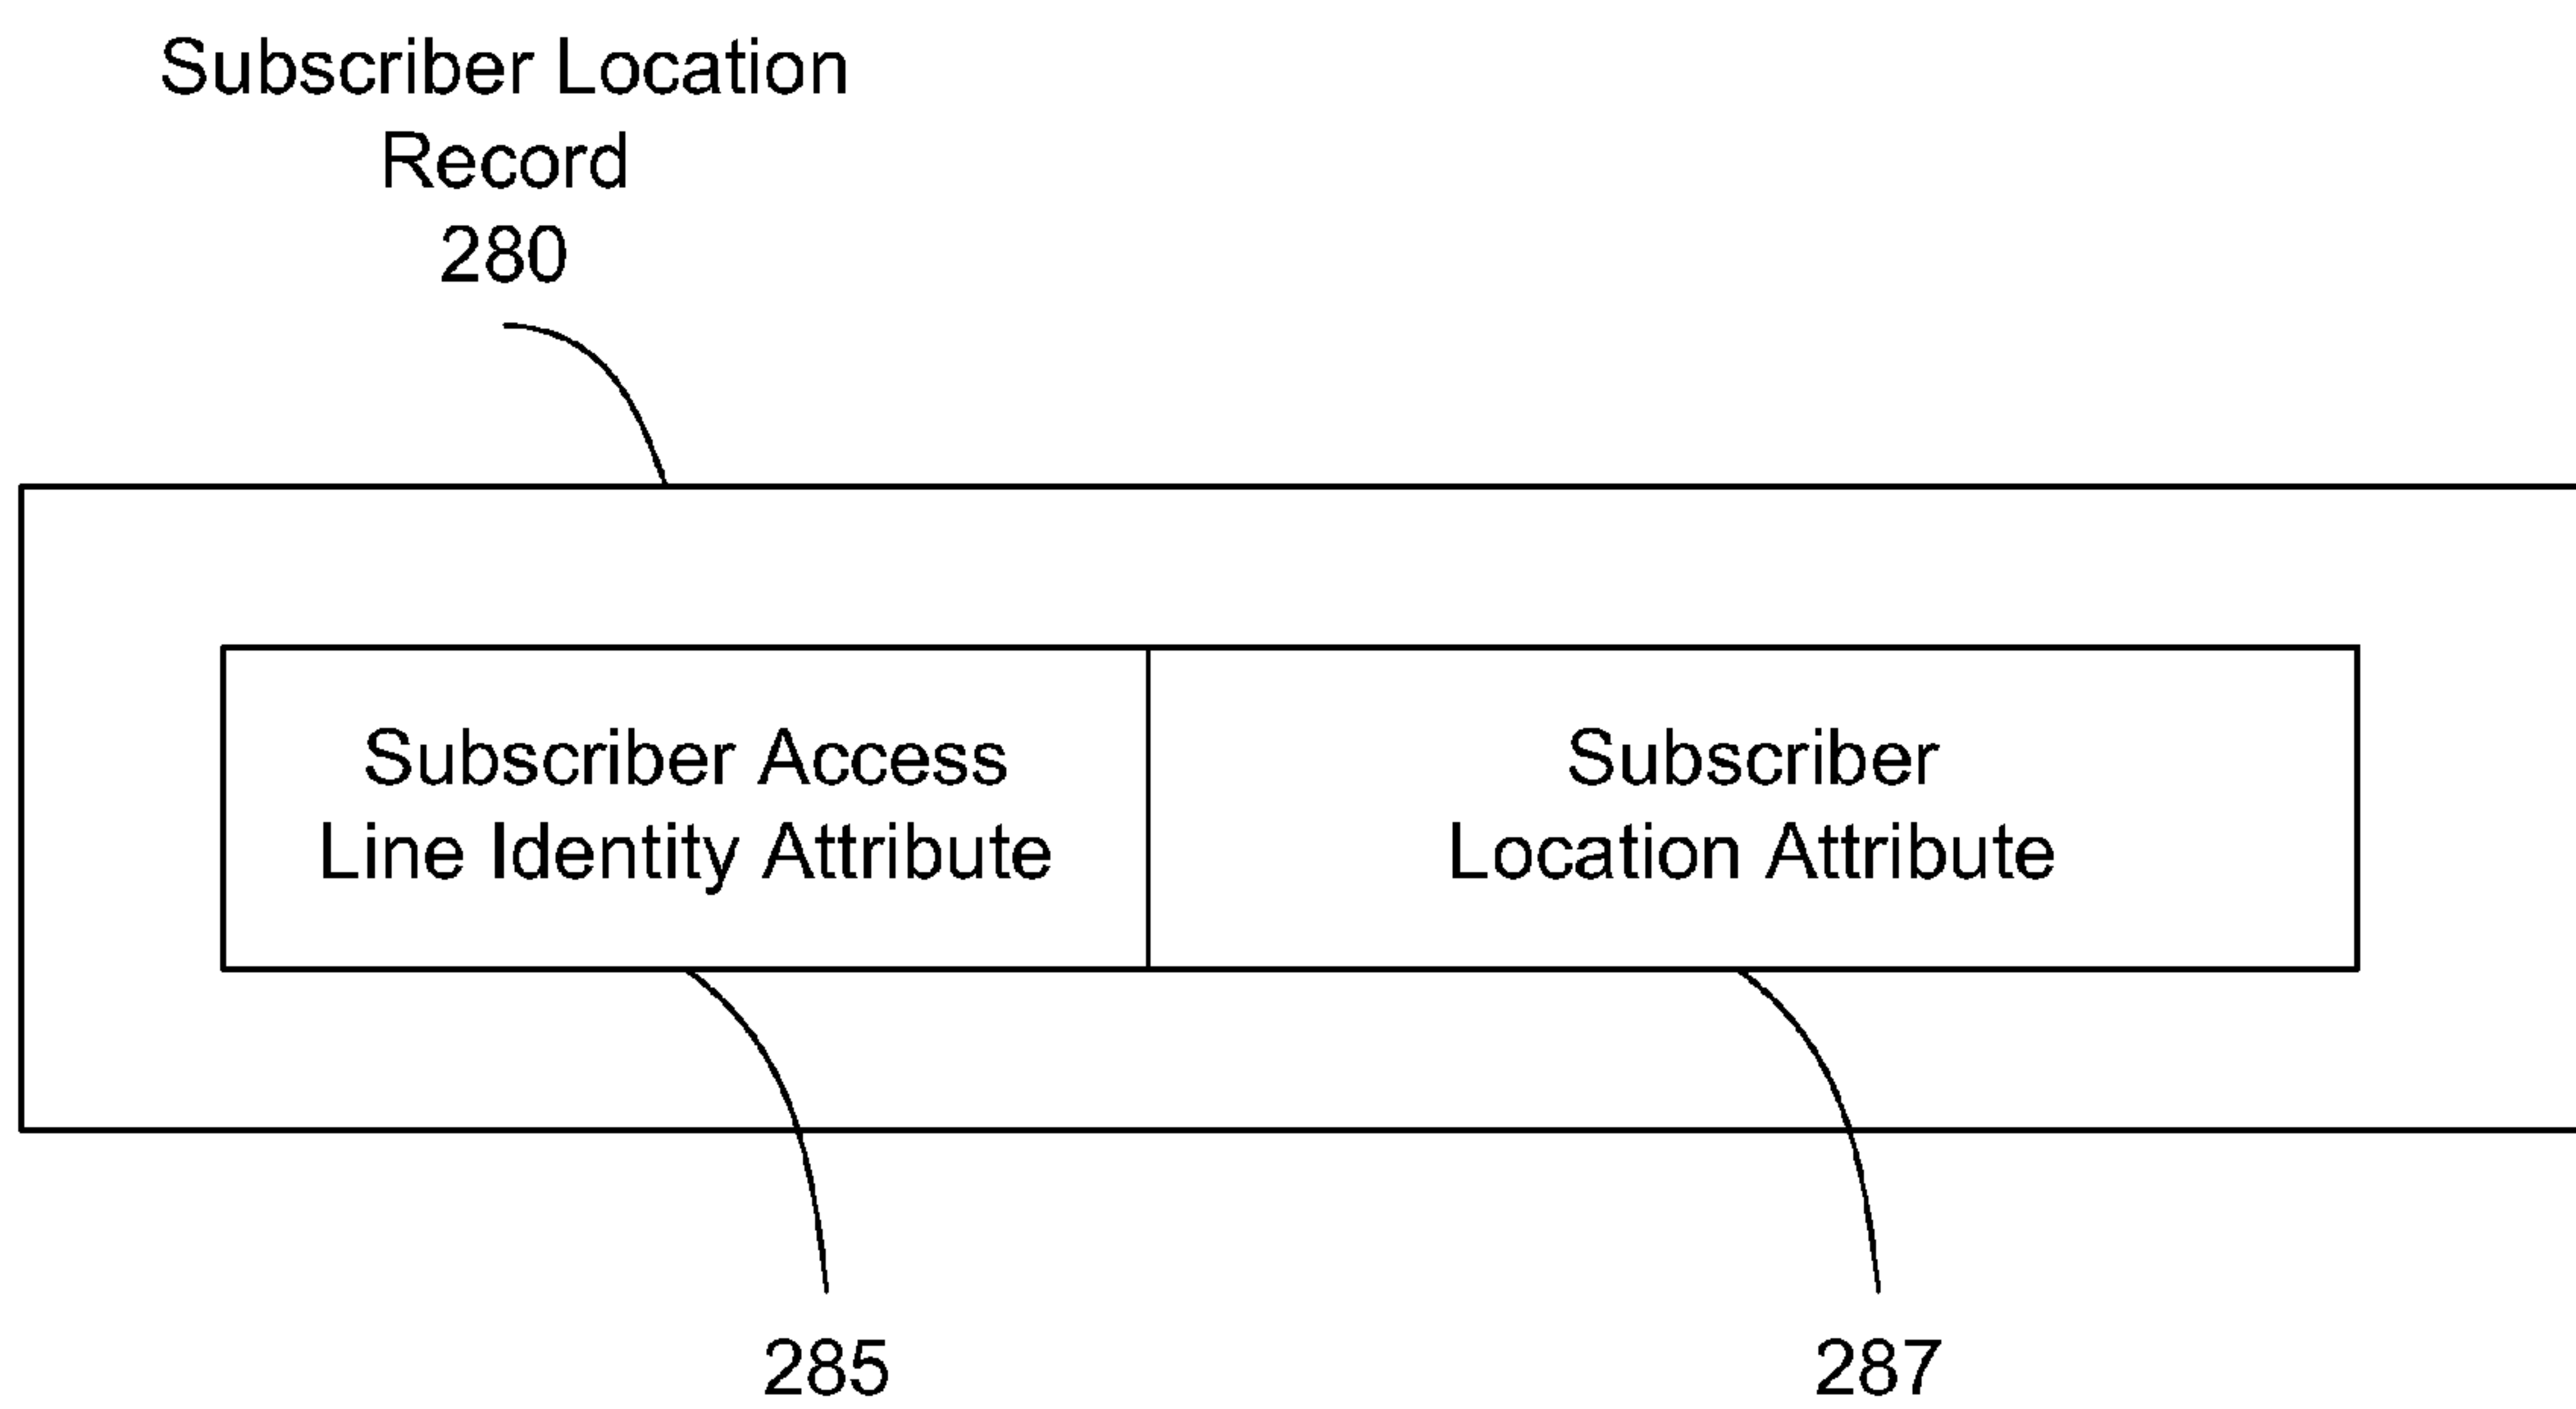 Subscriber Location
Record
280
Subscriber Access
Line Identity Attribute
Subscriber
Location Attribute
285
287